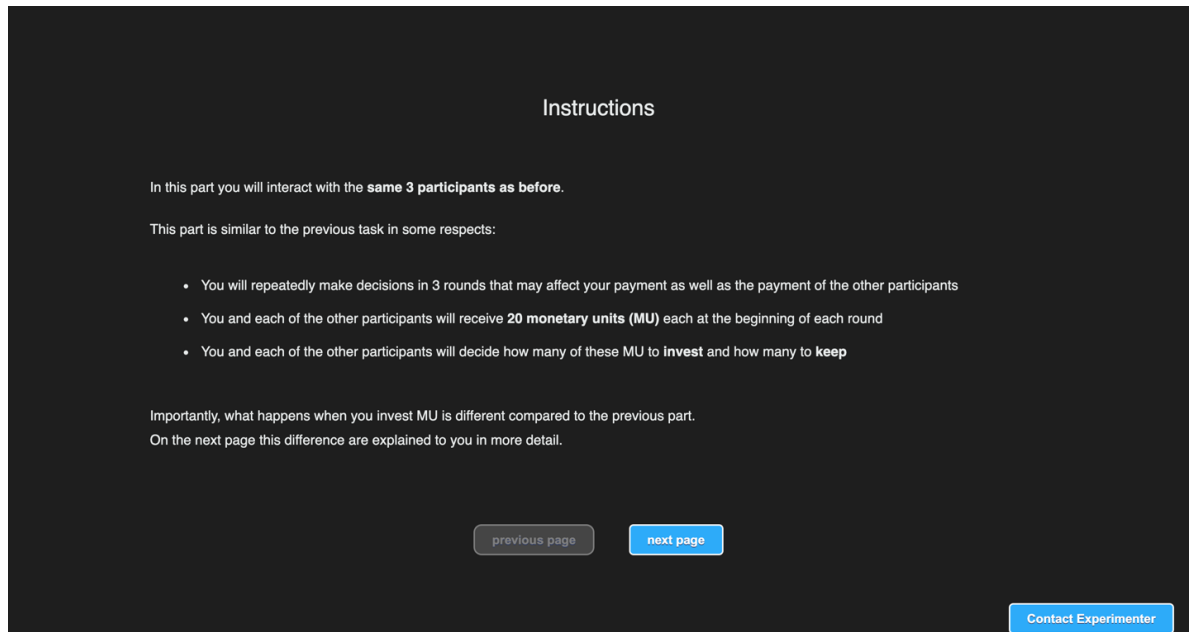 Instructions
In this part you will interact with the same 3 participants as before.
This part is similar to the previous task in some respects:
• You will repeatedly make decisions in 3 rounds that may affect your payment as well as the payment of the other participants
• You and each of the other participants will receive 20 monetary units (MU) each at the beginning of each round
• You and each of the other participants will decide how many of these MU to invest and how many to keep
Importantly, what happens when you invest MU is different compared to the previous part.
On the next page this difference are explained to you in more detail.
previous page next page
Contact Experimenter